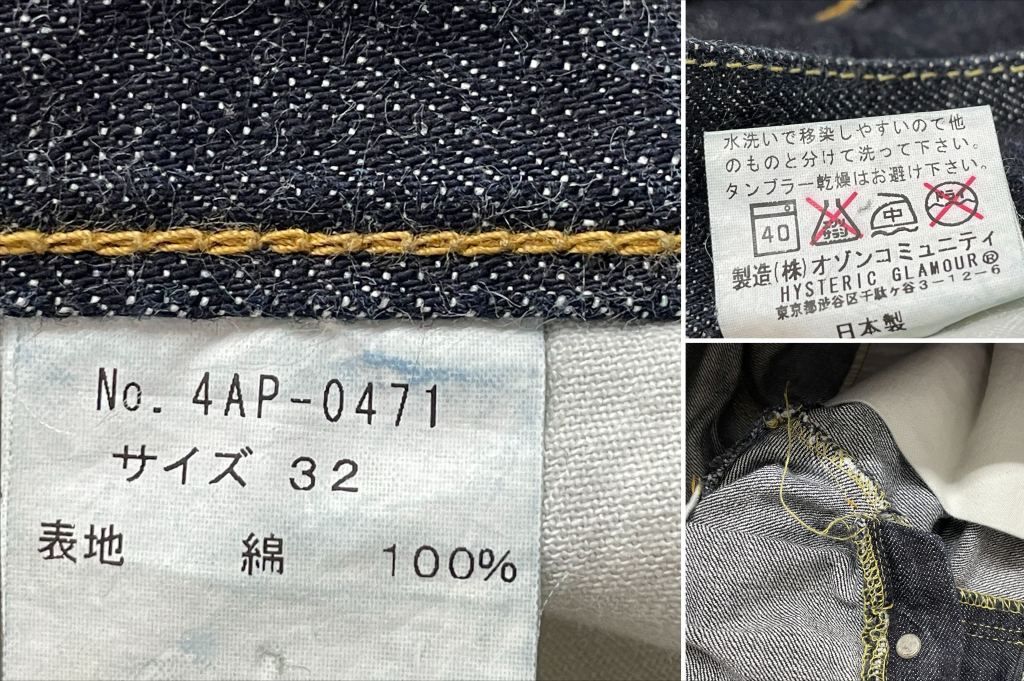 No. 4AP-0471
サイズ 32
表地 綿 100%
水洗いで移染しやすいので他
のものと分けて洗って下さい。
タンブラー乾燥はお避け下さい。
40 中 ドライ
製造(株)オゾンコミュニティ
HYSTERIC GLAMOUR®
東京都渋谷区千駄ヶ谷3-12-6
日本製